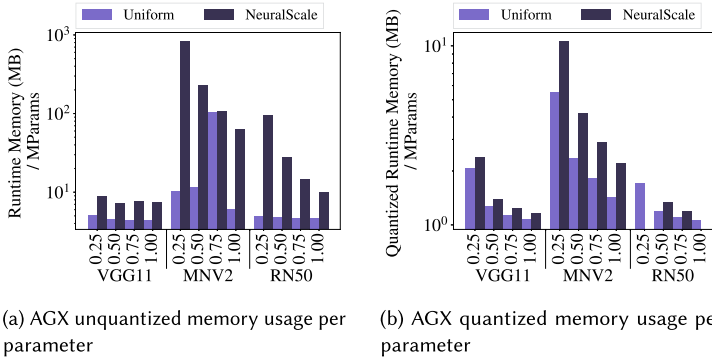 Uniform NeuralScale
Runtime Memory (MB)
/ MParams
10³
10²
10¹
0.25 0.50 0.75 1.00 0.25 0.50 0.75 1.00 0.25 0.50 0.75 1.00
VGG11 MNV2 RN50
(a) AGX unquantized memory usage per
parameter
Uniform NeuralScale
Quantized Runtime Memory (MB)
/ MParams
10¹
10⁰
0.25 0.50 0.75 1.00 0.25 0.50 0.75 1.00 0.25 0.50 0.75 1.00
VGG11 MNV2 RN50
(b) AGX quantized memory usage pe
parameter